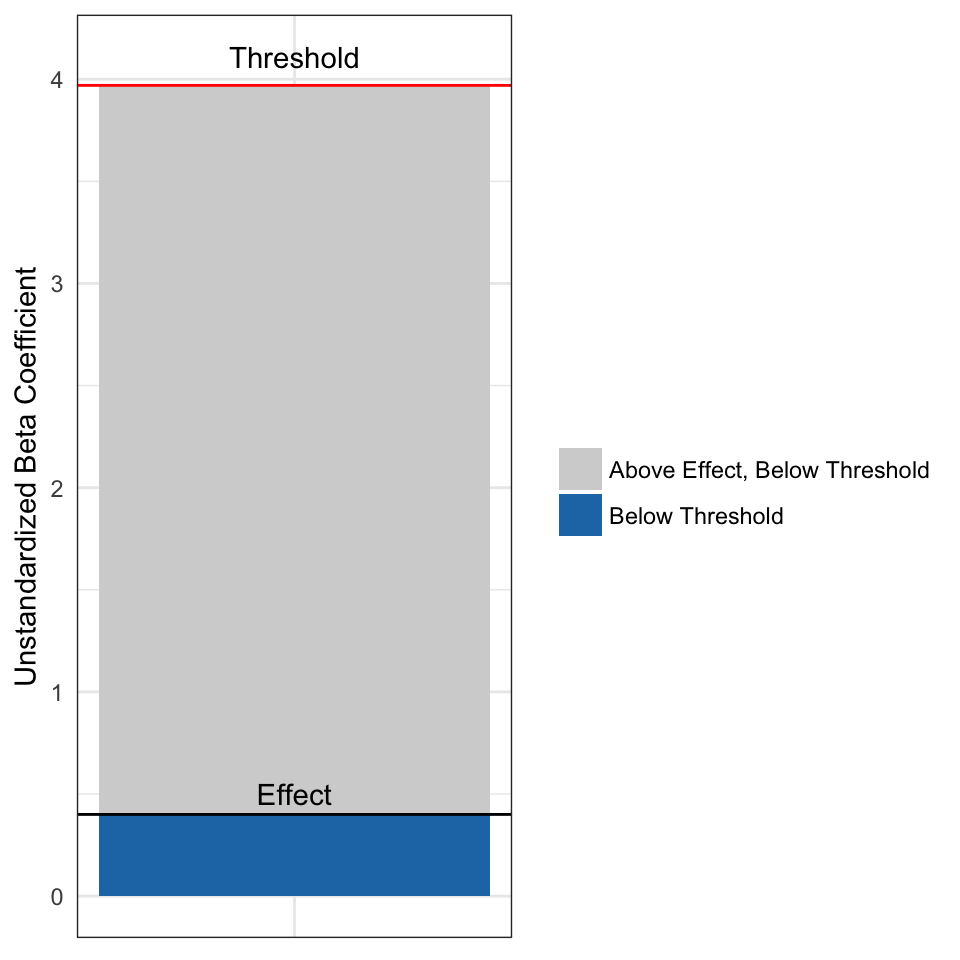 Threshold
4
3
2
1
0
Unstandardized Beta Coefficient
Effect
Above Effect, Below Threshold
Below Threshold